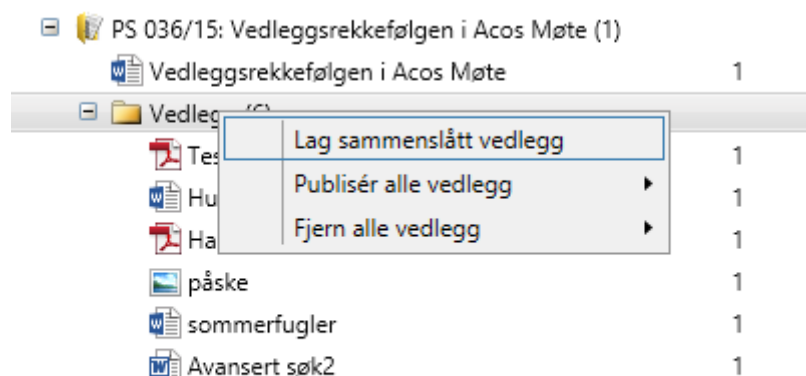 PS 036/15: Vedleggsrekkefølgen i Acos Møte (1)
Vedleggsrekkefølgen i Acos Møte 1
Lag sammenslått vedlegg
1
Publisér alle vedlegg
1
Fjern alle vedlegg
1
påske 1
sommerfugler 1
Avansert søk2 1